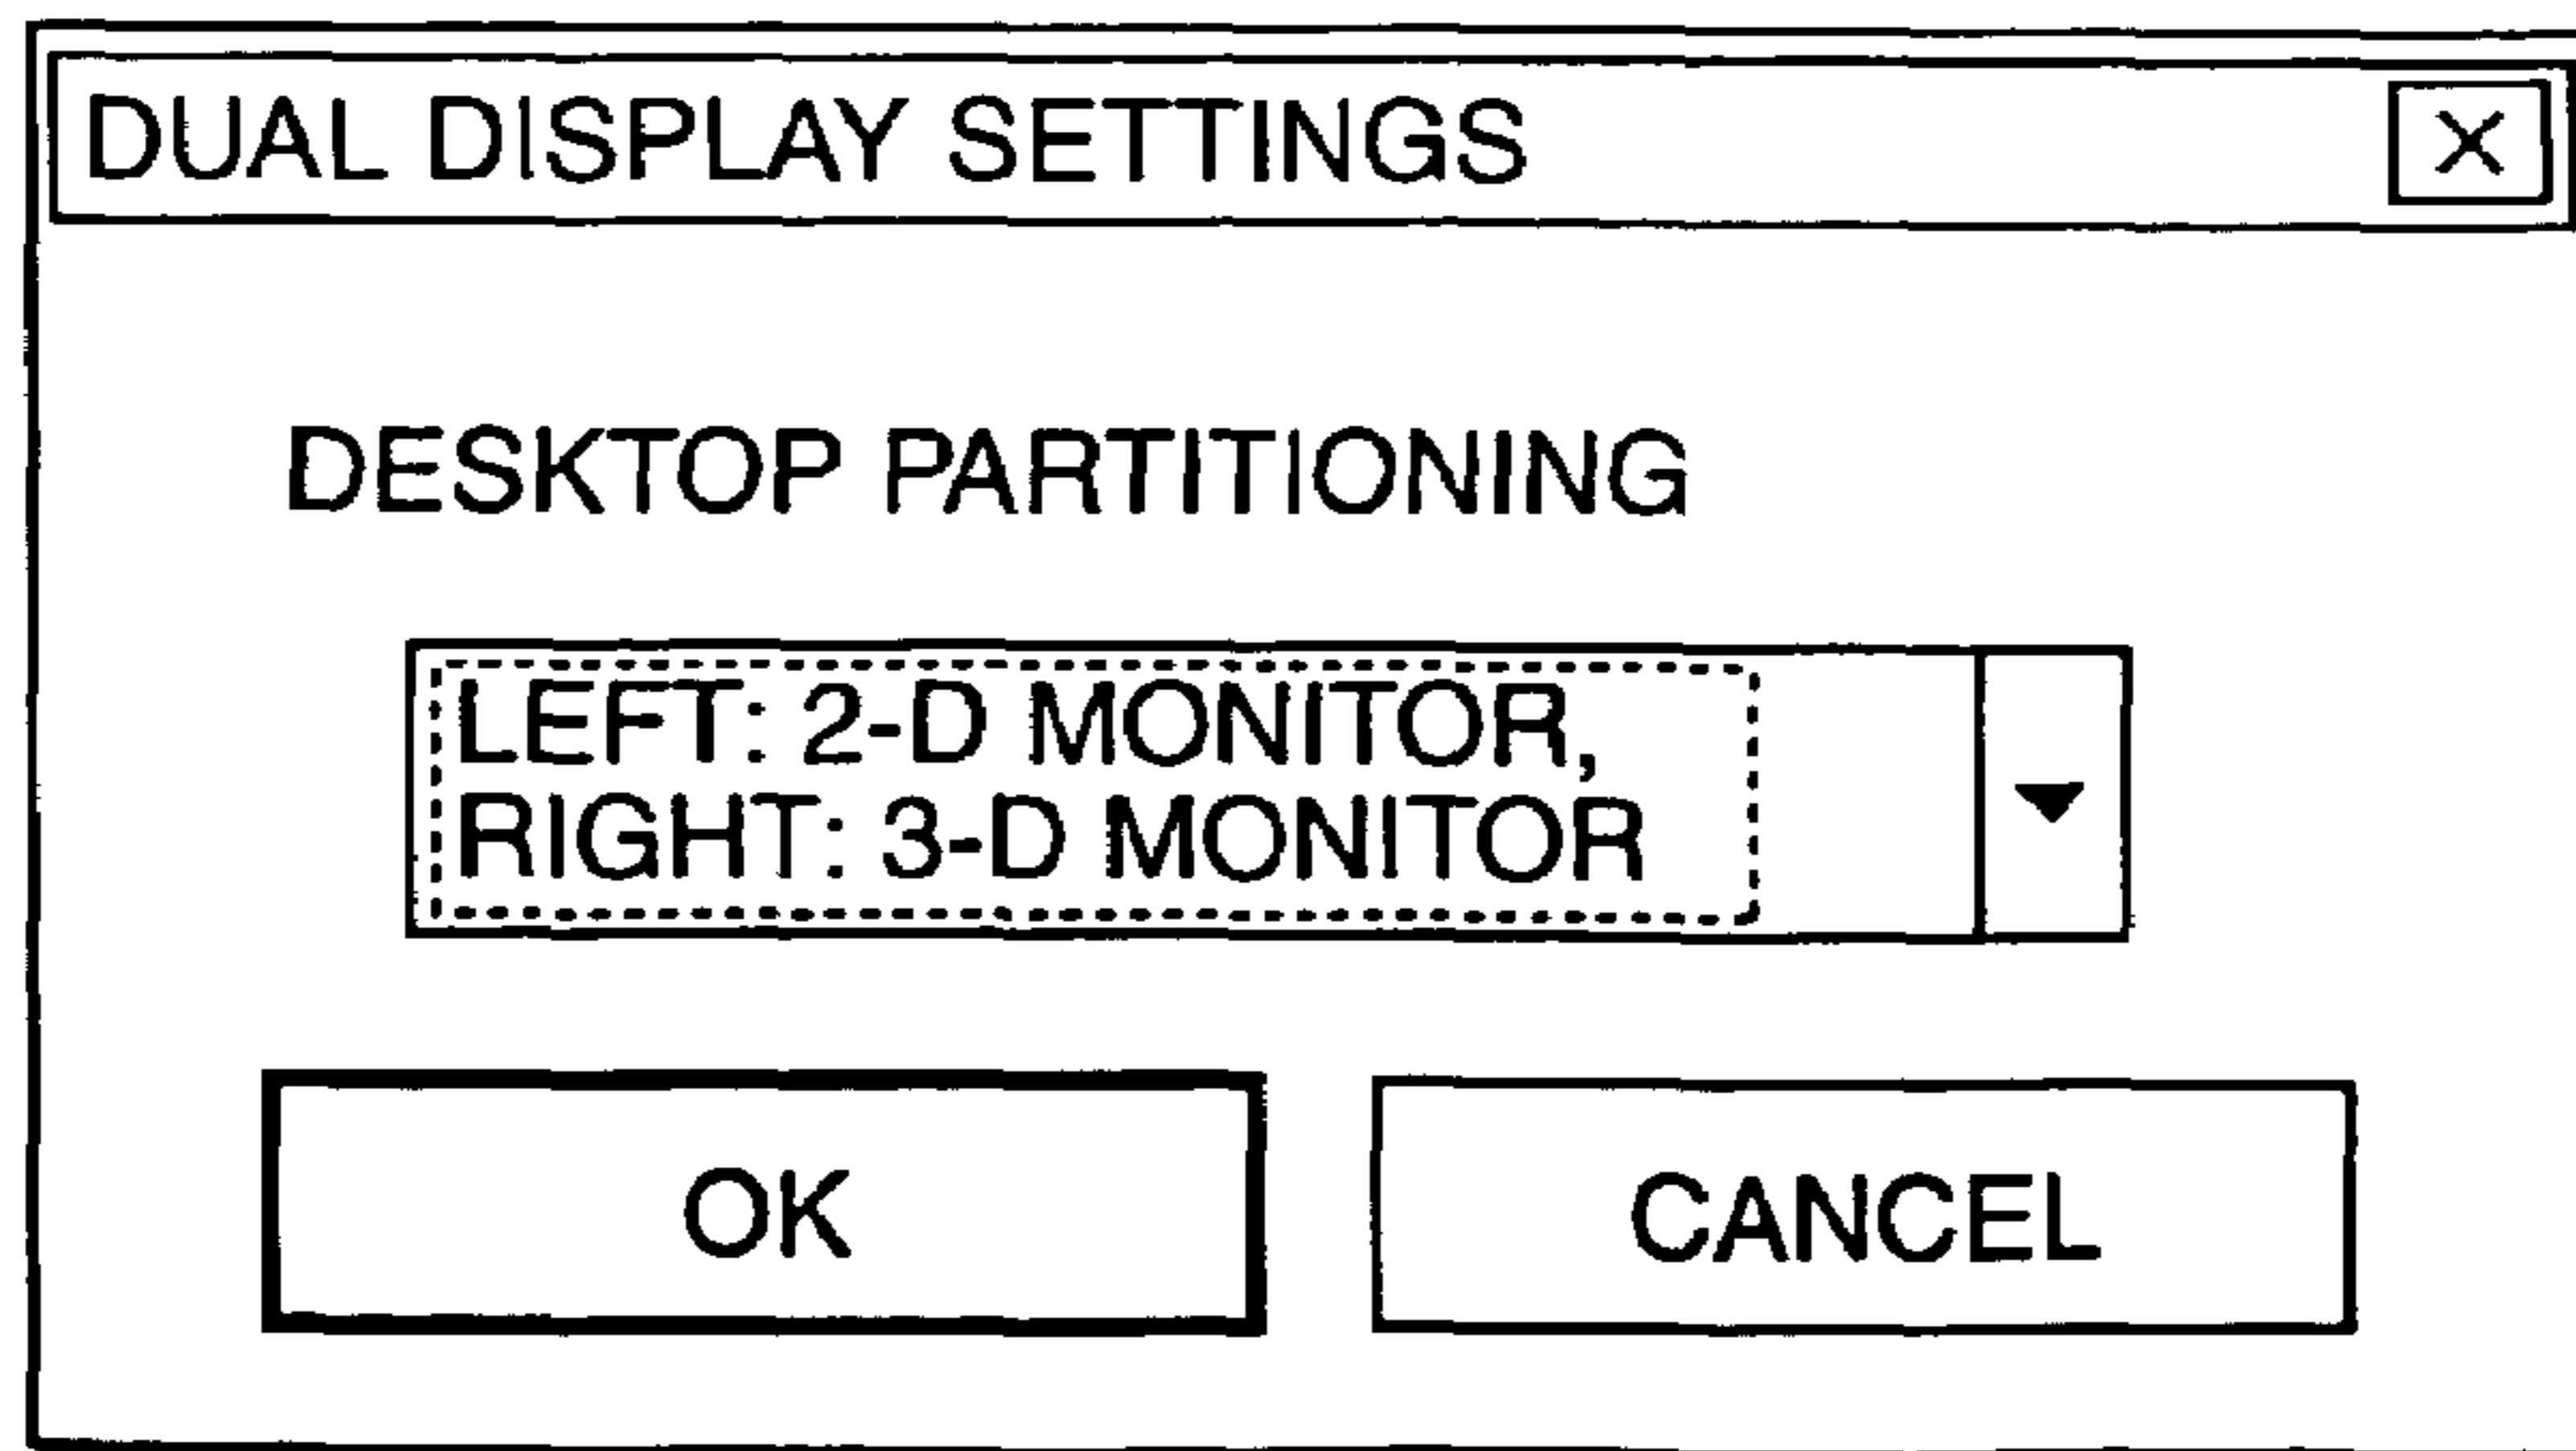 DUAL DISPLAY SETTINGS
DESKTOP PARTITIONING
LEFT: 2-D MONITOR,
RIGHT: 3-D MONITOR
OK
CANCEL